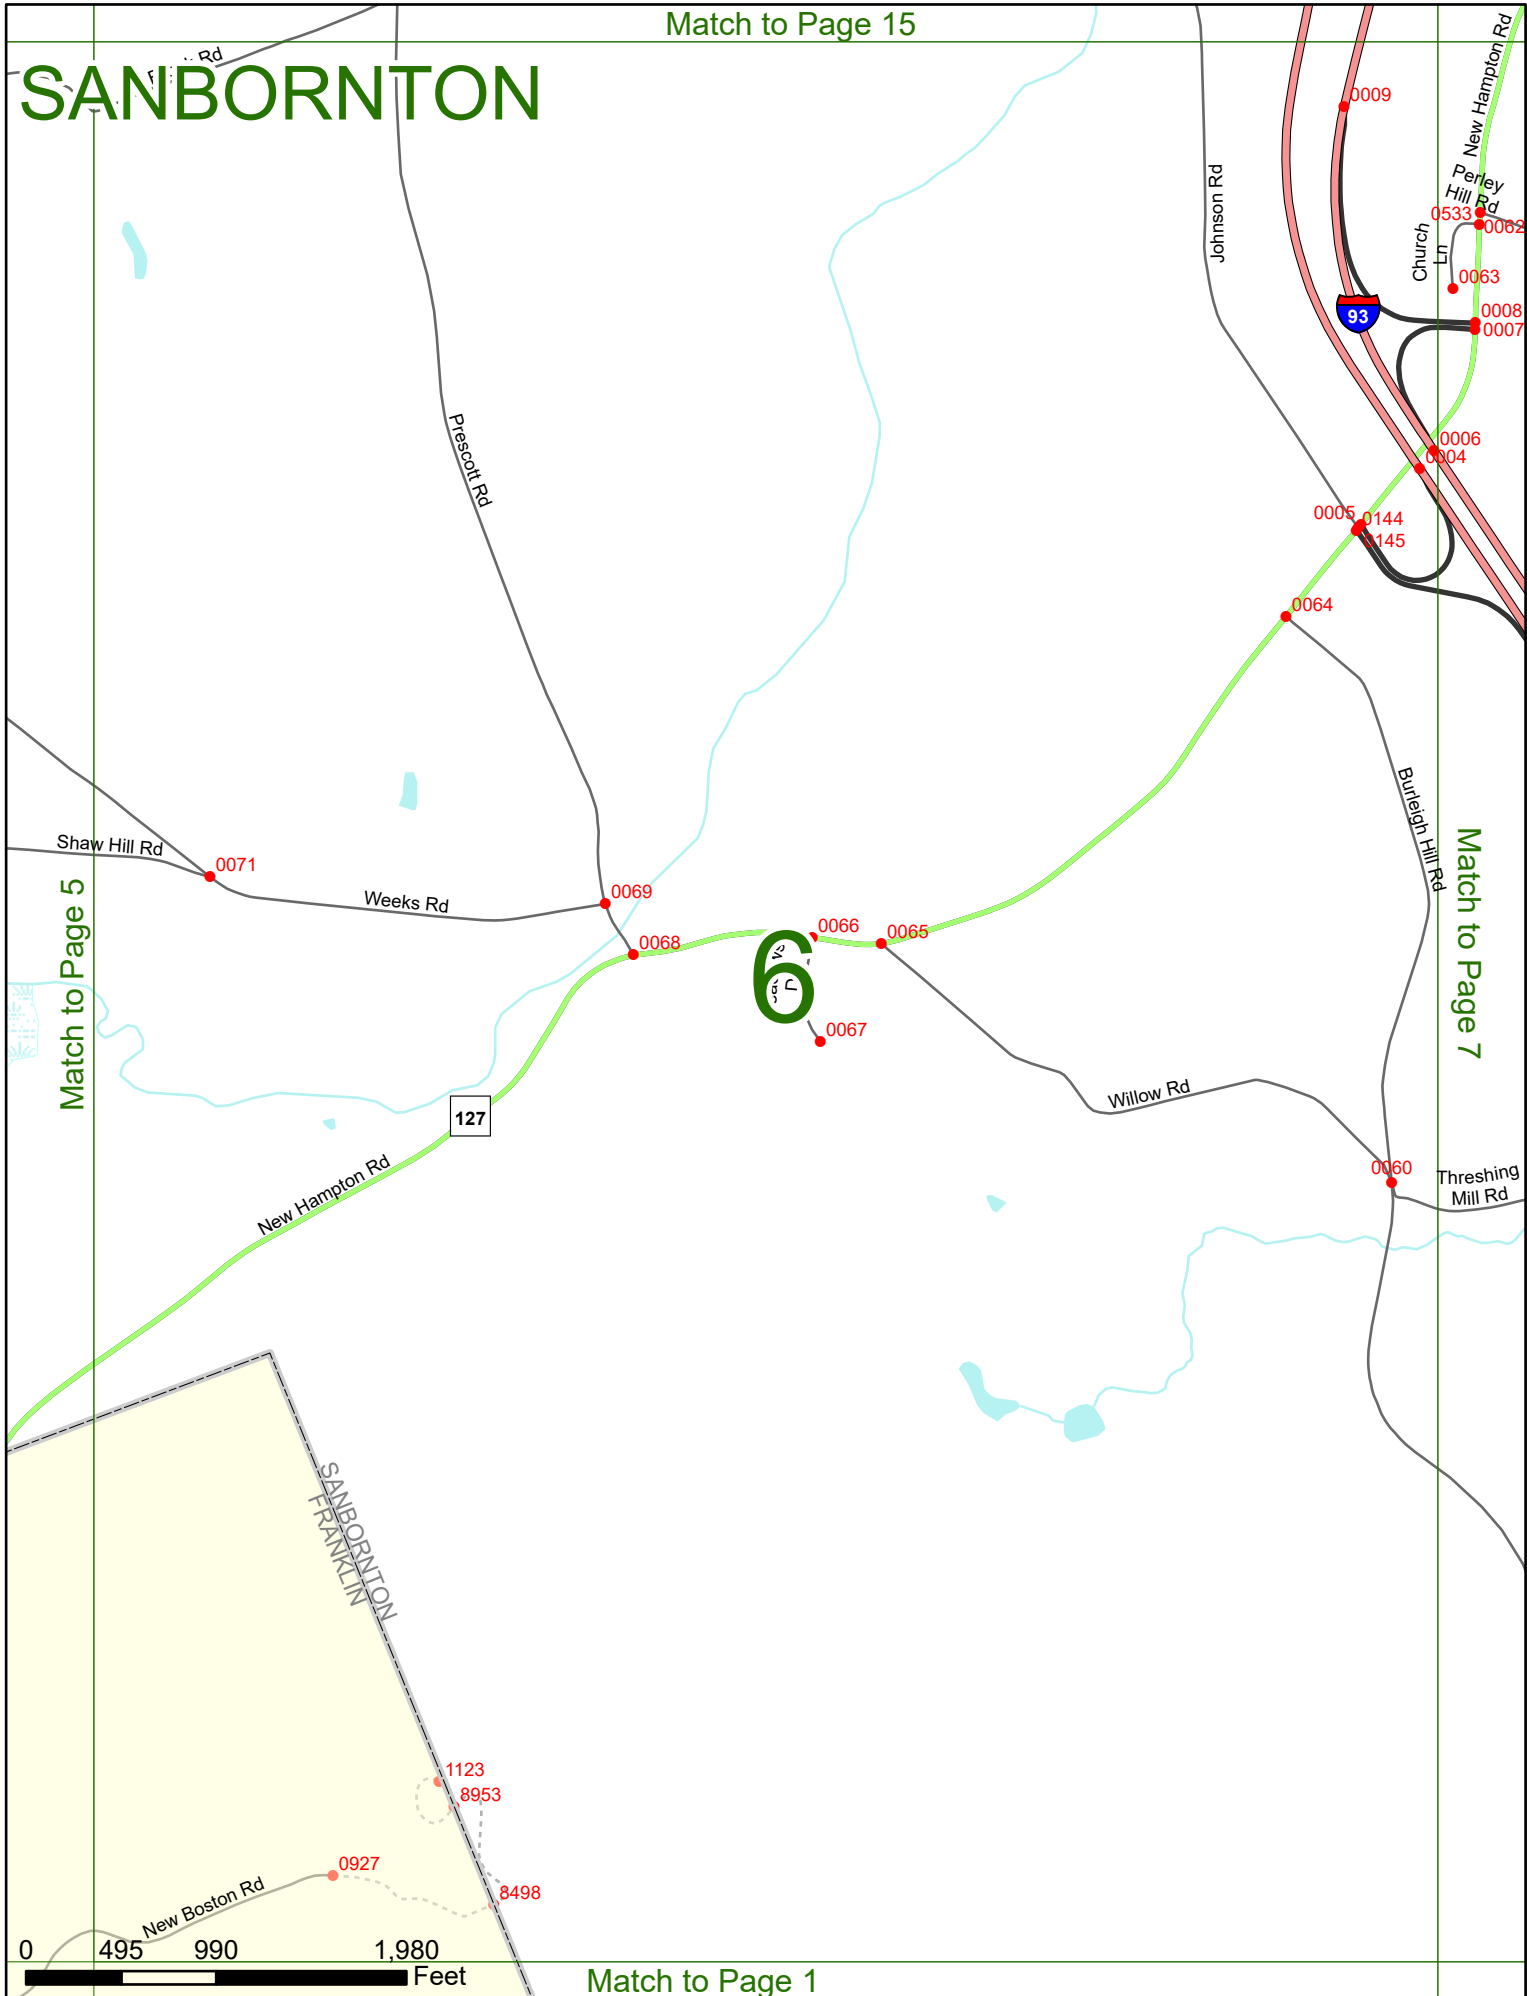 Match to Page 15
SANBORNTON
Rd
New Hampton Rd
0009
Perley
Hill Rd
0533
0062
Church
Ln
0063
Johnson Rd
93
0008
0007
Prescott Rd
0006
0004
0005
0144
0145
0064
Burleigh Hill Rd
Shaw Hill Rd
0071
Weeks Rd
0069
0068
0066
0065
6
0067
Match to Page 5
Match to Page 7
127
Willow Rd
New Hampton Rd
0060
Threshing
Mill Rd
SANBORNTON
FRANKLIN
1123
8953
0927
8498
New Boston Rd
0 495 990 1,980
Feet
Match to Page 1